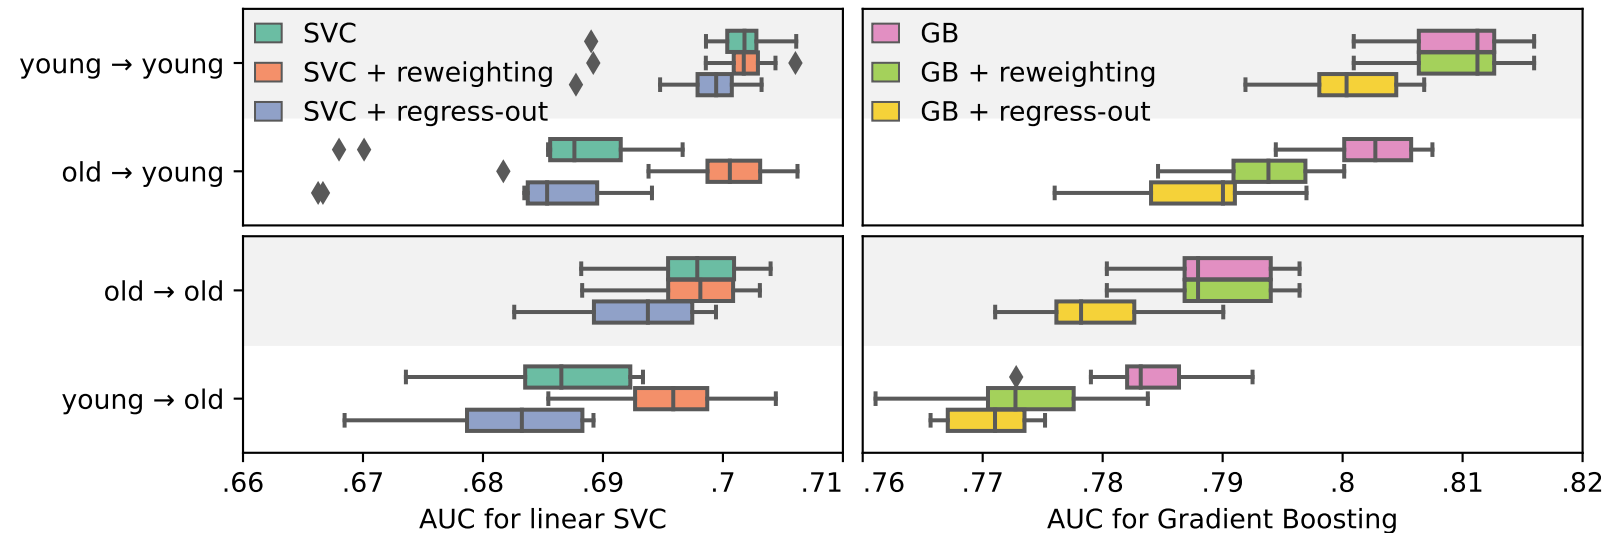 SVC
SVC + reweighting
SVC + regress-out
GB
GB + reweighting
GB + regress-out
young → young
old → young
old → old
young → old
.66 .67 .68 .69 .7 .71
.76 .77 .78 .79 .8 .81 .82
AUC for linear SVC
AUC for Gradient Boosting